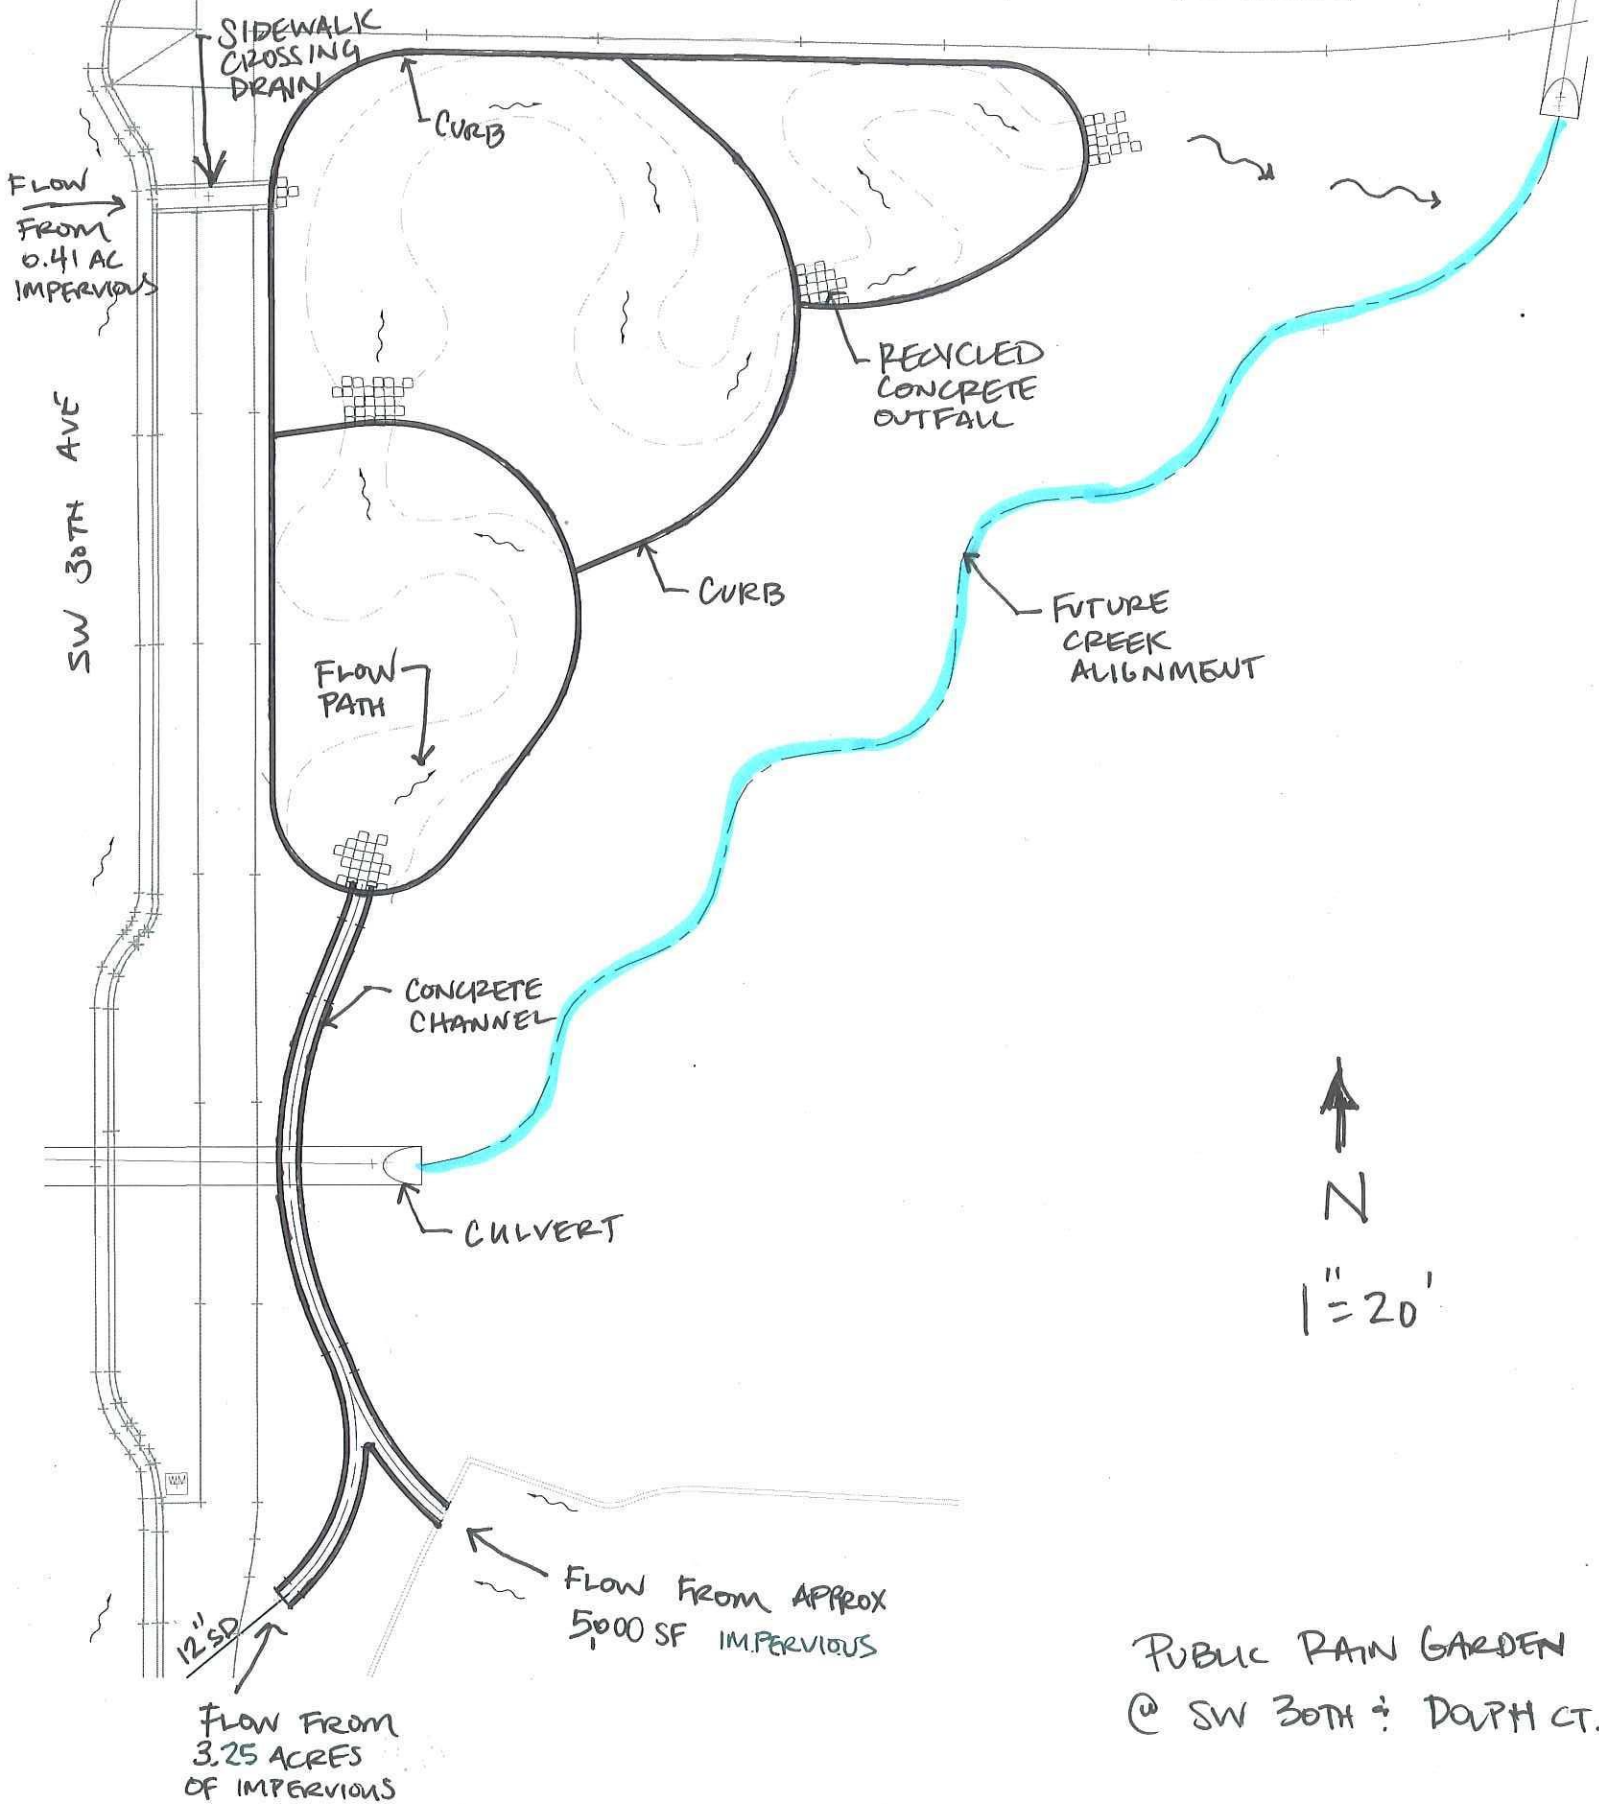 SIDEWALK
CROSSING
DRAIN
CURB
FLOW
FROM
0.41 AC
IMPERVIOUS
RECYCLED
CONCRETE
OUTFALL
SW 30TH AVE
CURB
FUTURE
CREEK
ALIGNMENT
FLOW
PATH
CONCRETE
CHANNEL
CULVERT
N
1"=20'
WM
FLOW FROM APPROX
5,000 SF IMPERVIOUS
12" SD
FLOW FROM
3.25 ACRES
OF IMPERVIOUS
PUBLIC RAIN GARDEN
@ SW 30TH & DOLPH CT.